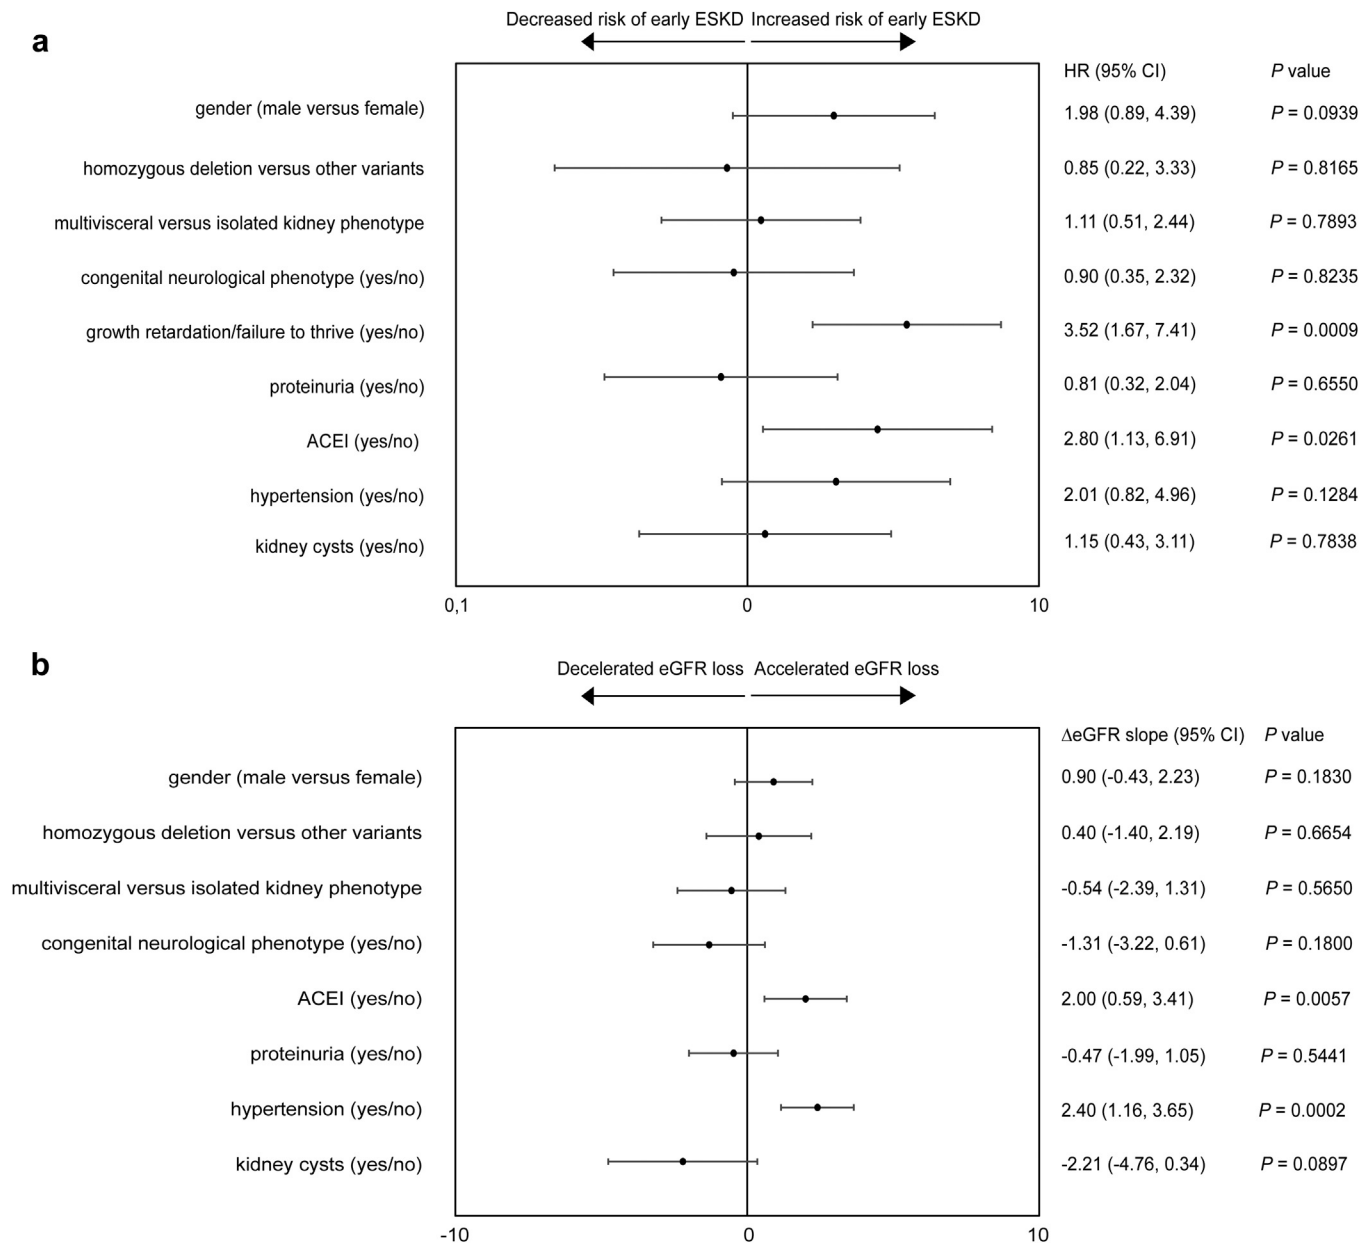 a
Decreased risk of early ESKD Increased risk of early ESKD
HR (95% CI) P value
gender (male versus female) 1.98 (0.89, 4.39) P = 0.0939
homozygous deletion versus other variants 0.85 (0.22, 3.33) P = 0.8165
multivisceral versus isolated kidney phenotype 1.11 (0.51, 2.44) P = 0.7893
congenital neurological phenotype (yes/no) 0.90 (0.35, 2.32) P = 0.8235
growth retardation/failure to thrive (yes/no) 3.52 (1.67, 7.41) P = 0.0009
proteinuria (yes/no) 0.81 (0.32, 2.04) P = 0.6550
ACEI (yes/no) 2.80 (1.13, 6.91) P = 0.0261
hypertension (yes/no) 2.01 (0.82, 4.96) P = 0.1284
kidney cysts (yes/no) 1.15 (0.43, 3.11) P = 0.7838
0,1 0 10
b
Decelerated eGFR loss Accelerated eGFR loss
∆eGFR slope (95% CI) P value
gender (male versus female) 0.90 (-0.43, 2.23) P = 0.1830
homozygous deletion versus other variants 0.40 (-1.40, 2.19) P = 0.6654
multivisceral versus isolated kidney phenotype -0.54 (-2.39, 1.31) P = 0.5650
congenital neurological phenotype (yes/no) -1.31 (-3.22, 0.61) P = 0.1800
ACEI (yes/no) 2.00 (0.59, 3.41) P = 0.0057
proteinuria (yes/no) -0.47 (-1.99, 1.05) P = 0.5441
hypertension (yes/no) 2.40 (1.16, 3.65) P = 0.0002
kidney cysts (yes/no) -2.21 (-4.76, 0.34) P = 0.0897
-10 0 10